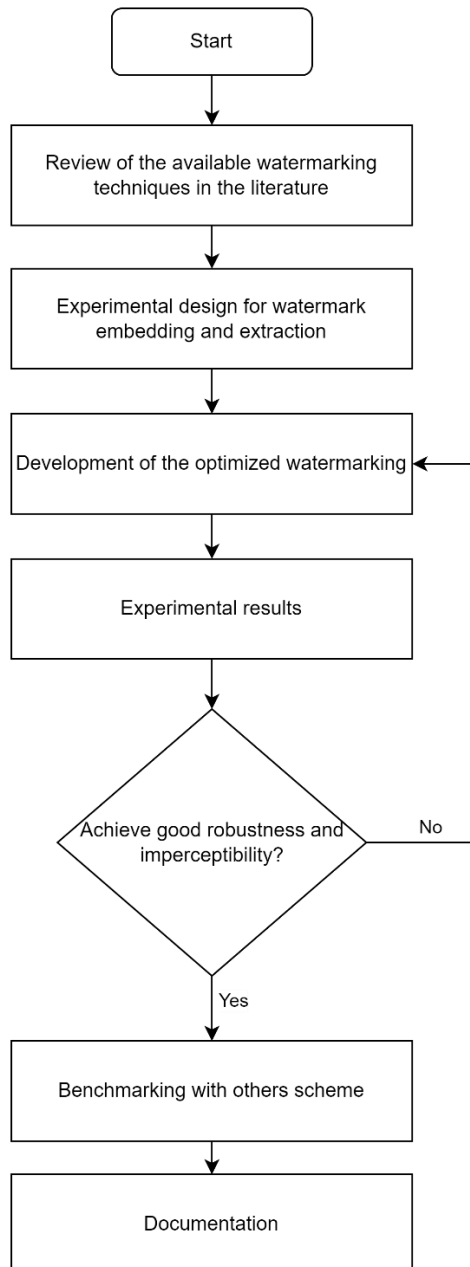 Start
Review of the available watermarking
techniques in the literature
Experimental design for watermark
embedding and extraction
Development of the optimized watermarking
Experimental results
Achieve good robustness and
imperceptibility?
No
Yes
Benchmarking with others scheme
Documentation